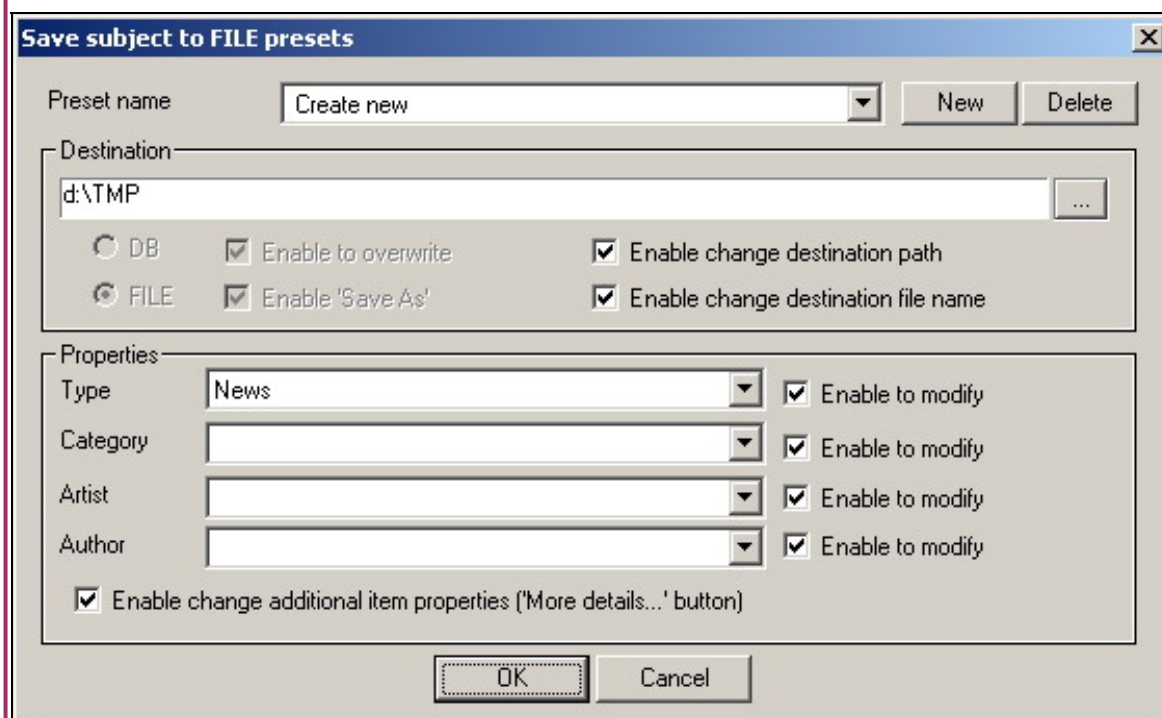 Save subject to FILE presets
Preset name Create new New Delete
Destination
d:\TMP ...
DB Enable to overwrite Enable change destination path
FILE Enable 'Save As' Enable change destination file name
Properties
Type News Enable to modify
Category Enable to modify
Artist Enable to modify
Author Enable to modify
Enable change additional item properties ('More details...' button)
OK Cancel